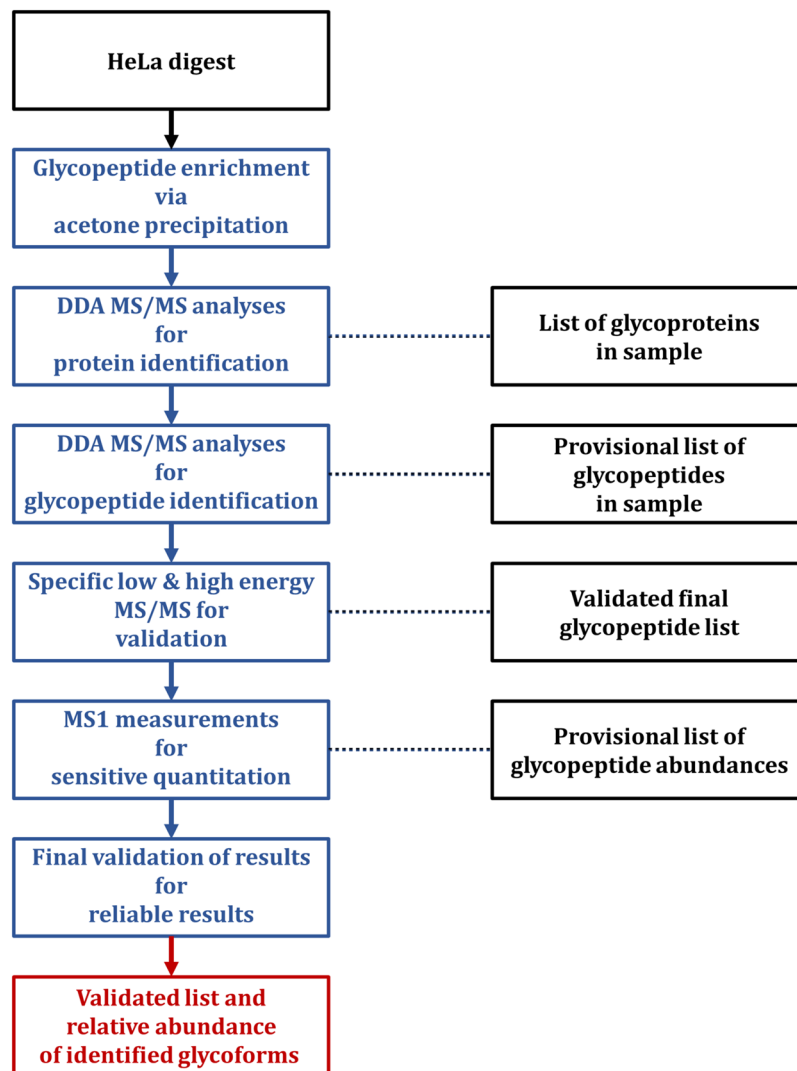 HeLa digest
Glycopeptide enrichment
via
acetone precipitation
DDA MS/MS analyses
for
protein identification
List of glycoproteins
in sample
DDA MS/MS analyses
for
glycopeptide identification
Provisional list of
glycopeptides
in sample
Specific low & high energy
MS/MS for
validation
Validated final
glycopeptide list
MS1 measurements
for
sensitive quantitation
Provisional list of
glycopeptide abundances
Final validation of results
for
reliable results
Validated list and
relative abundance
of identified glycoforms